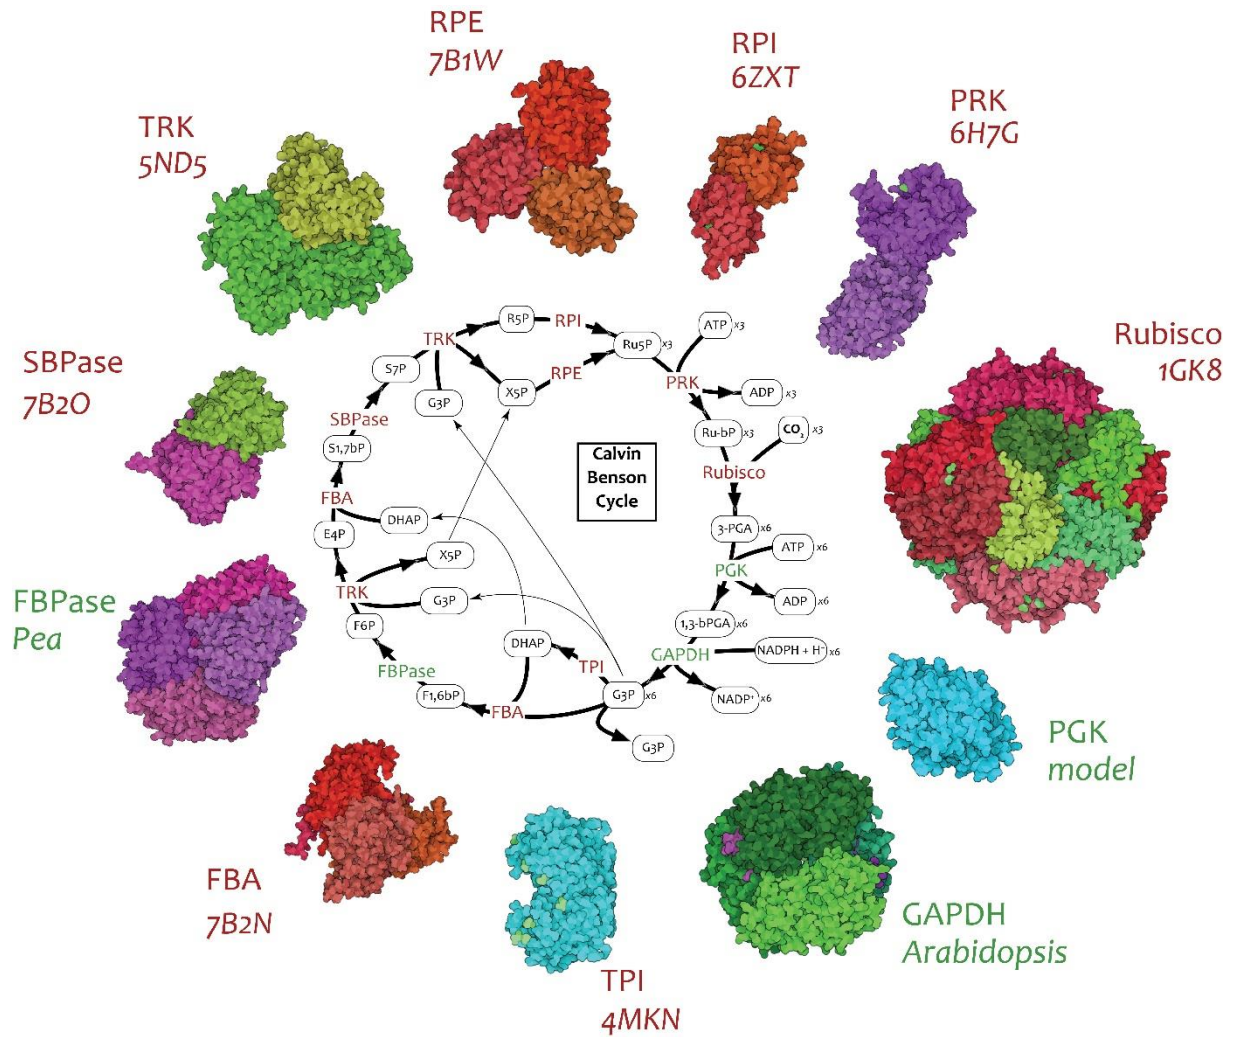 RPE
7B1W
RPI
6ZXT
PRK
6H7G
TRK
5ND5
Rubisco
1GK8
SBPase
7B2O
FBPase
Pea
PGK
model
FBA
7B2N
GAPDH
Arabidopsis
TPI
4MKN
R5P
RPI
ATP x3
TRK
Ru5P x3
S7P
RPE
PRK
X5P
ADP x3
G3P
SBPase
Ru-bP x3
CO2 x3
S1,7bP
Calvin
Benson
Cycle
Rubisco
FBA
DHAP
3-PGA x6
E4P
ATP x6
X5P
PGK
TRK
G3P
ADP x6
F6P
1,3-bPGA x6
DHAP
GAPDH
NADPH + H⁺ x6
FBPase
TPI
F1,6bP
G3P x6
NADP⁺ x6
FBA
G3P